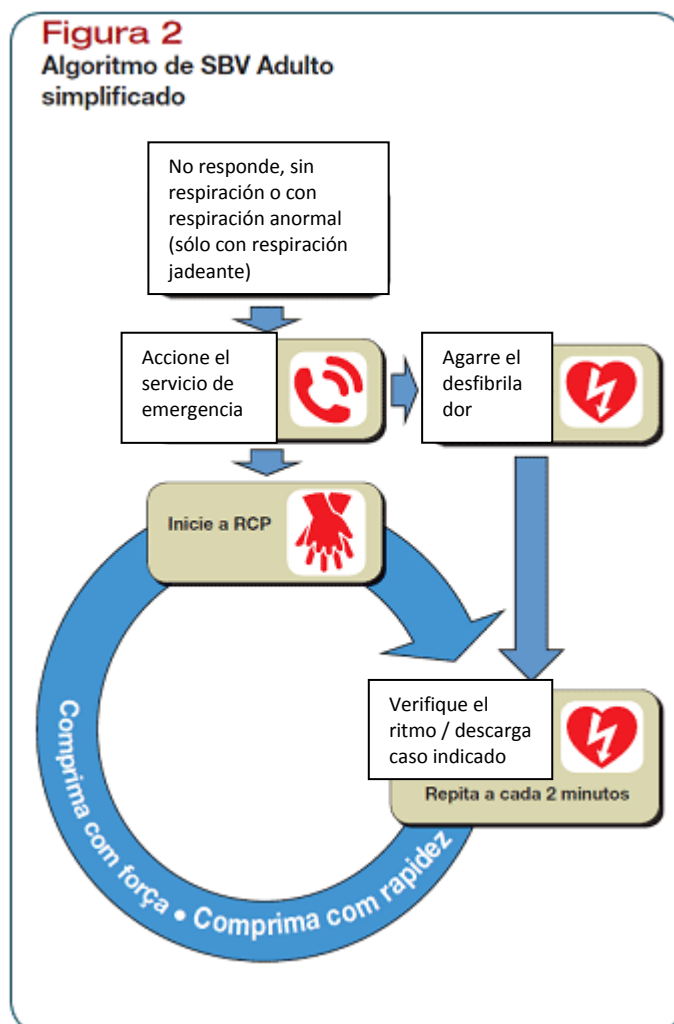 Figura 2
Algoritmo de SBV Adulto
simplificado
No responde, sin
respiración o con
respiración anormal
(sólo con respiración
jadeante)
Accione el
servicio de
emergencia
Agarre el
desfibrila
dor
Inicie a RCP
Verifique el
ritmo / descarga
caso indicado
Repita a cada 2 minutos
Comprima com força • Comprima com rapidez